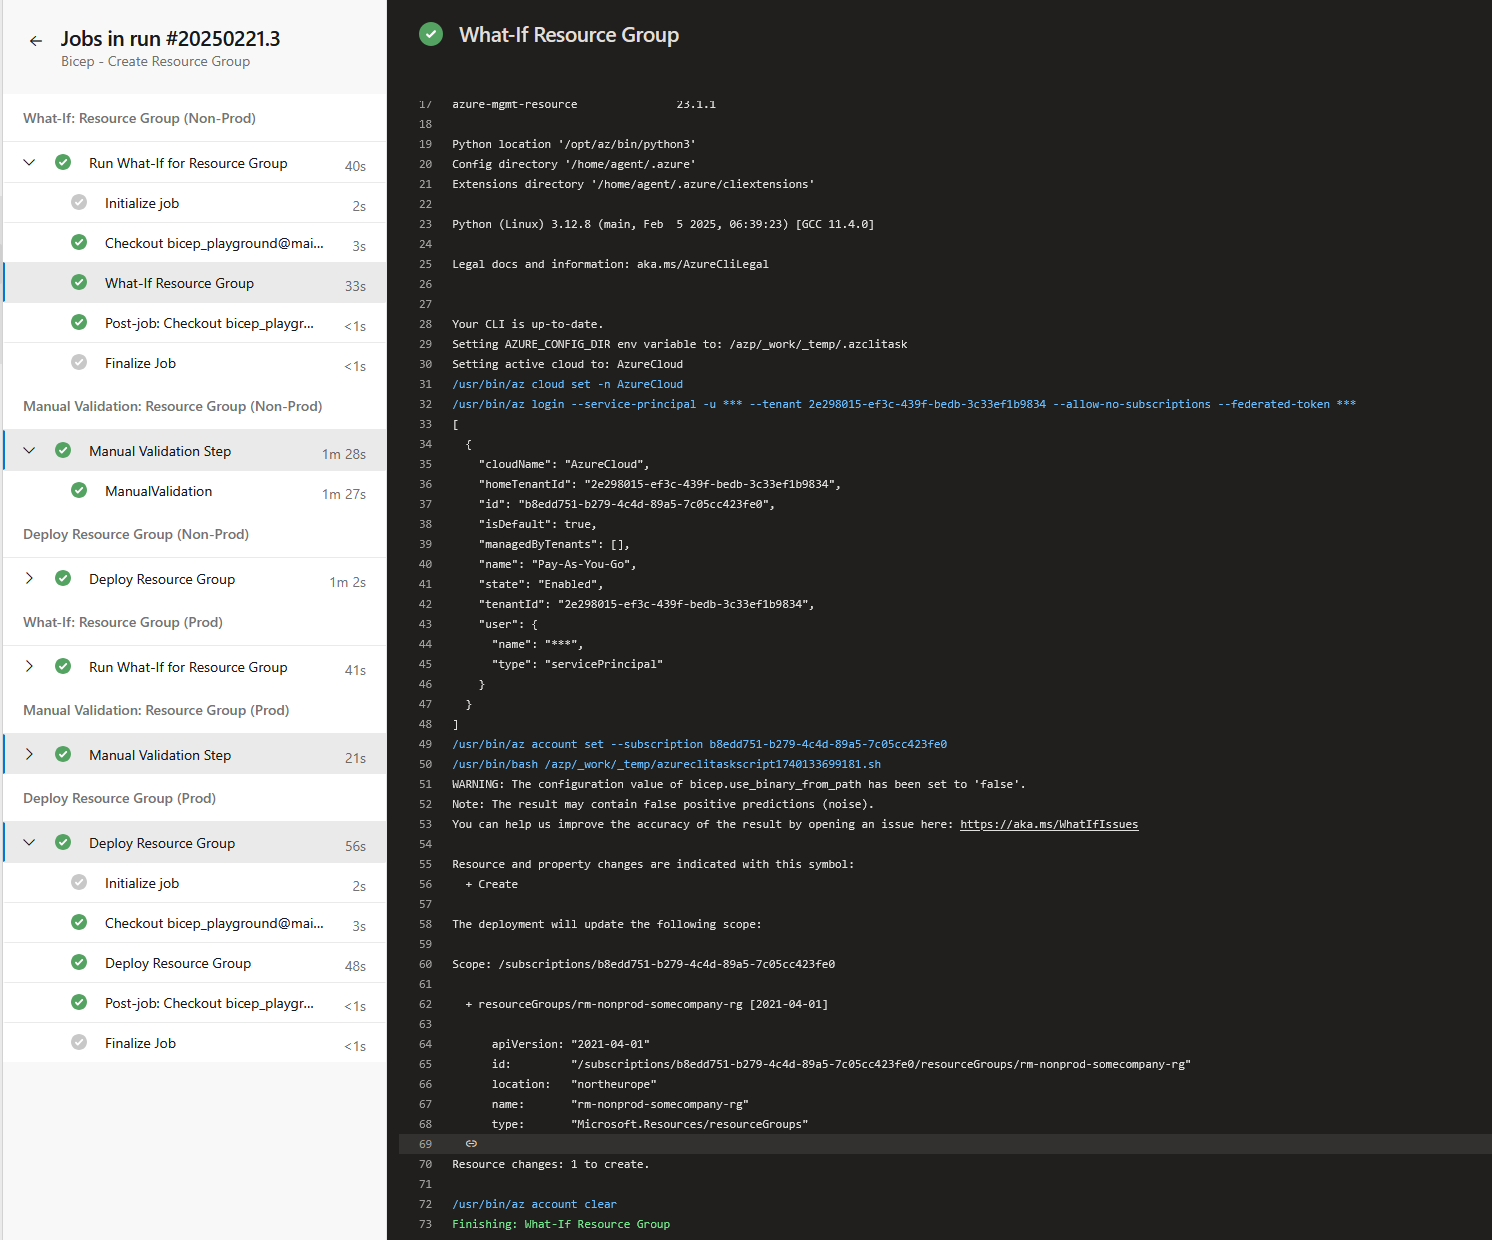 Jobs in run #20250221.3
Bicep - Create Resource Group
What-If: Resource Group (Non-Prod)
Run What-If for Resource Group 40s
Initialize job 2s
Checkout bicep_playground@mai... 3s
What-If Resource Group 33s
Post-job: Checkout bicep_playgr... <1s
Finalize Job <1s
Manual Validation: Resource Group (Non-Prod)
Manual Validation Step 1m 28s
ManualValidation 1m 27s
Deploy Resource Group (Non-Prod)
Deploy Resource Group 1m 2s
What-If: Resource Group (Prod)
Run What-If for Resource Group 41s
Manual Validation: Resource Group (Prod)
Manual Validation Step 21s
Deploy Resource Group (Prod)
Deploy Resource Group 56s
Initialize job 2s
Checkout bicep_playground@mai... 3s
Deploy Resource Group 48s
Post-job: Checkout bicep_playgr... <1s
Finalize Job <1s
What-If Resource Group
17 azure-mgmt-resource 23.1.1
18
19 Python location '/opt/az/bin/python3'
20 Config directory '/home/agent/.azure'
21 Extensions directory '/home/agent/.azure/cliextensions'
22
23 Python (Linux) 3.12.8 (main, Feb  5 2025, 06:39:23) [GCC 11.4.0]
24
25 Legal docs and information: aka.ms/AzureCliLegal
26
27
28 Your CLI is up-to-date.
29 Setting AZURE_CONFIG_DIR env variable to: /azp/_work/_temp/.azclitask
30 Setting active cloud to: AzureCloud
31 /usr/bin/az cloud set -n AzureCloud
32 /usr/bin/az login --service-principal -u *** --tenant 2e298015-ef3c-439f-bedb-3c33ef1b9834 --allow-no-subscriptions --federated-token ***
33 [
34 {
35 "cloudName": "AzureCloud",
36 "homeTenantId": "2e298015-ef3c-439f-bedb-3c33ef1b9834",
37 "id": "b8edd751-b279-4c4d-89a5-7c05cc423fe0",
38 "isDefault": true,
39 "managedByTenants": [],
40 "name": "Pay-As-You-Go",
41 "state": "Enabled",
42 "tenantId": "2e298015-ef3c-439f-bedb-3c33ef1b9834",
43 "user": {
44 "name": "***",
45 "type": "servicePrincipal"
46 }
47 }
48 ]
49 /usr/bin/az account set --subscription b8edd751-b279-4c4d-89a5-7c05cc423fe0
50 /usr/bin/bash /azp/_work/_temp/azureclitaskscript1740133699181.sh
51 WARNING: The configuration value of bicep.use_binary_from_path has been set to 'false'.
52 Note: The result may contain false positive predictions (noise).
53 You can help us improve the accuracy of the result by opening an issue here: https://aka.ms/WhatIfIssues
54
55 Resource and property changes are indicated with this symbol:
56 + Create
57
58 The deployment will update the following scope:
59
60 Scope: /subscriptions/b8edd751-b279-4c4d-89a5-7c05cc423fe0
61
62 + resourceGroups/rm-nonprod-somecompany-rg [2021-04-01]
63
64 apiVersion: "2021-04-01"
65 id: "/subscriptions/b8edd751-b279-4c4d-89a5-7c05cc423fe0/resourceGroups/rm-nonprod-somecompany-rg"
66 location: "northeurope"
67 name: "rm-nonprod-somecompany-rg"
68 type: "Microsoft.Resources/resourceGroups"
69
70 Resource changes: 1 to create.
71
72 /usr/bin/az account clear
73 Finishing: What-If Resource Group